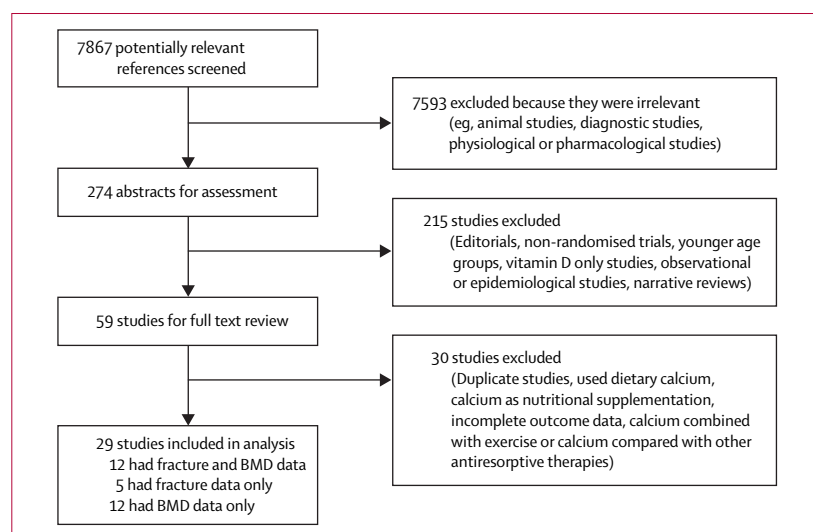 7867 potentially relevant
references screened
7593 excluded because they were irrelevant
(eg, animal studies, diagnostic studies,
physiological or pharmacological studies)
274 abstracts for assessment
215 studies excluded
(Editorials, non-randomised trials, younger age
groups, vitamin D only studies, observational
or epidemiological studies, narrative reviews)
59 studies for full text review
30 studies excluded
(Duplicate studies, used dietary calcium,
calcium as nutritional supplementation,
incomplete outcome data, calcium combined
with exercise or calcium compared with other
antiresorptive therapies)
29 studies included in analysis
12 had fracture and BMD data
5 had fracture data only
12 had BMD data only